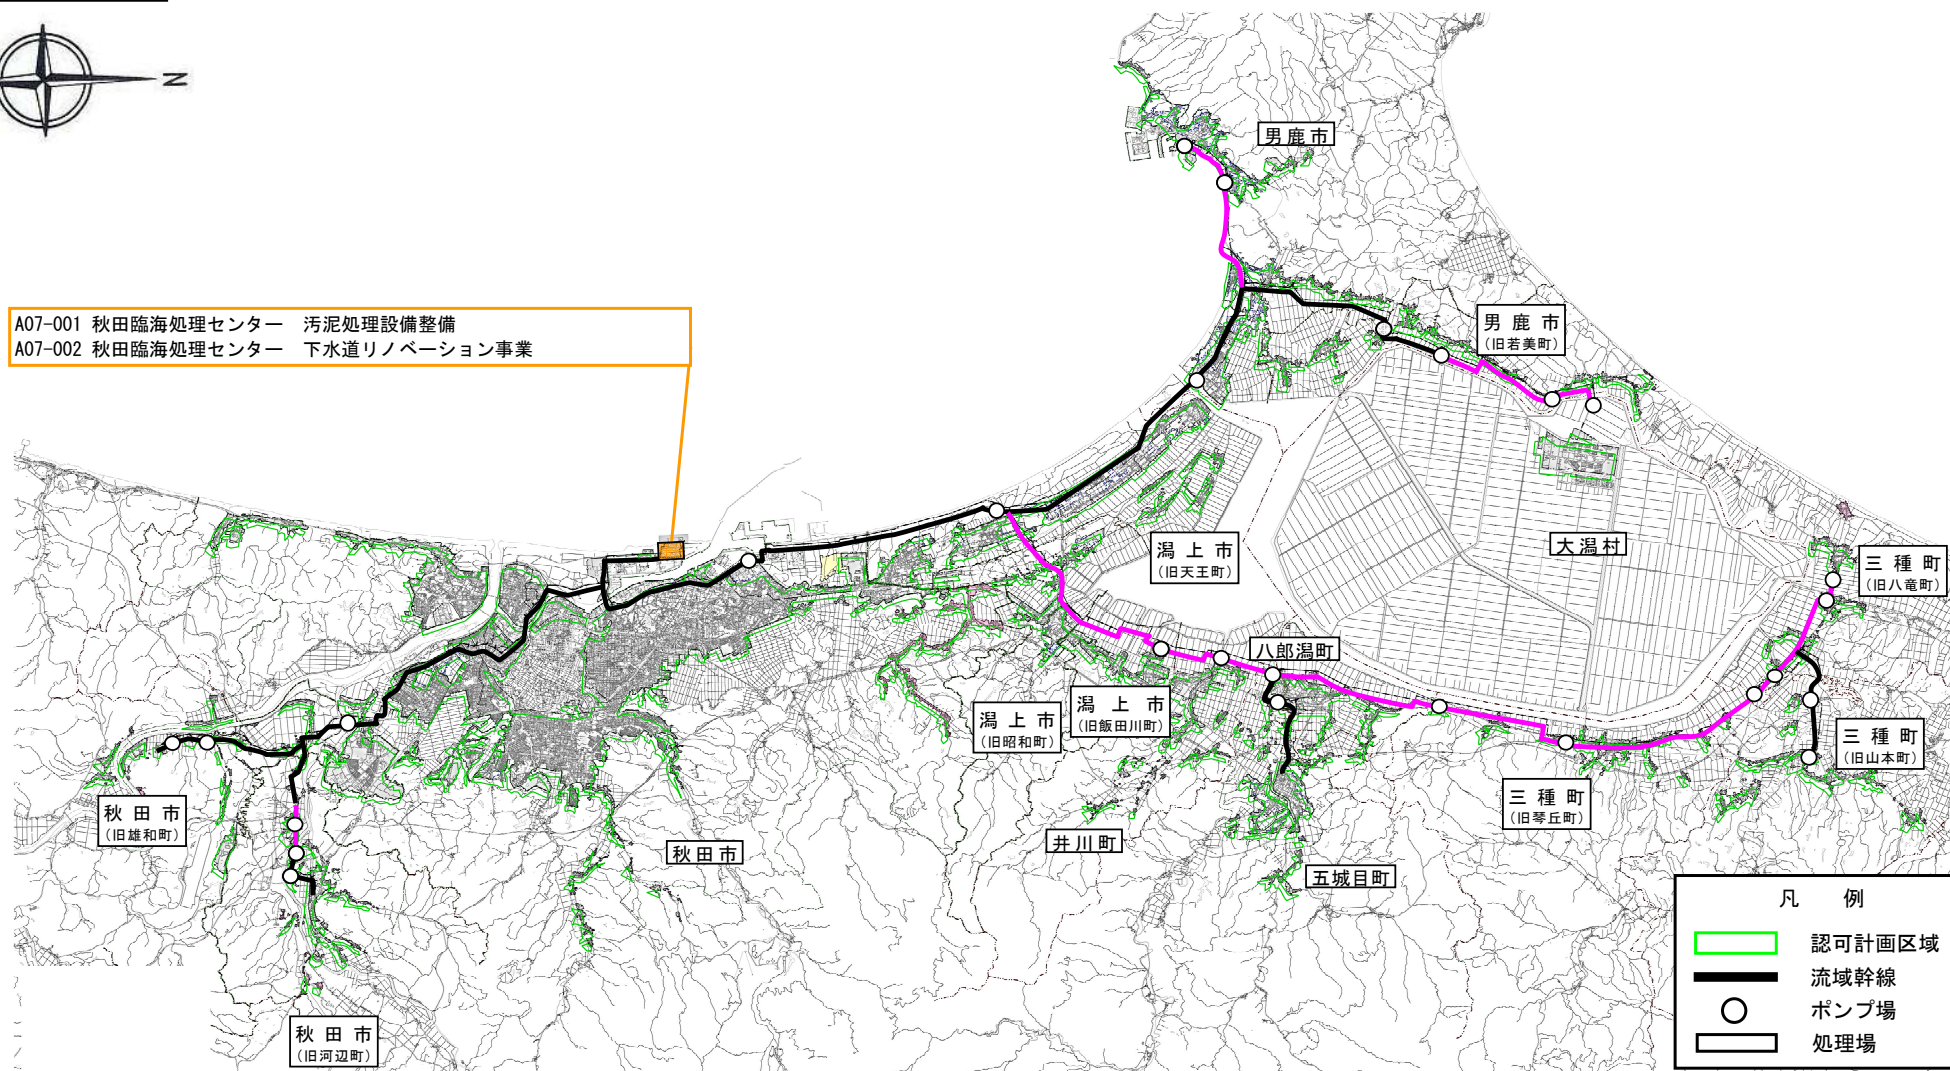 N
A07-001 秋田臨海処理センター　汚泥処理設備整備
A07-002 秋田臨海処理センター　下水道リノベーション事業
男鹿市
男鹿市
(旧若美町)
潟上市
(旧天王町)
大潟村
三種町
(旧八竜町)
八郎潟町
潟上市
(旧昭和町)
潟上市
(旧飯田川町)
三種町
(旧山本町)
三種町
(旧琴丘町)
秋田市
(旧雄和町)
秋田市
井川町
五城目町
秋田市
(旧河辺町)
凡　例
認可計画区域
流域幹線
ポンプ場
処理場